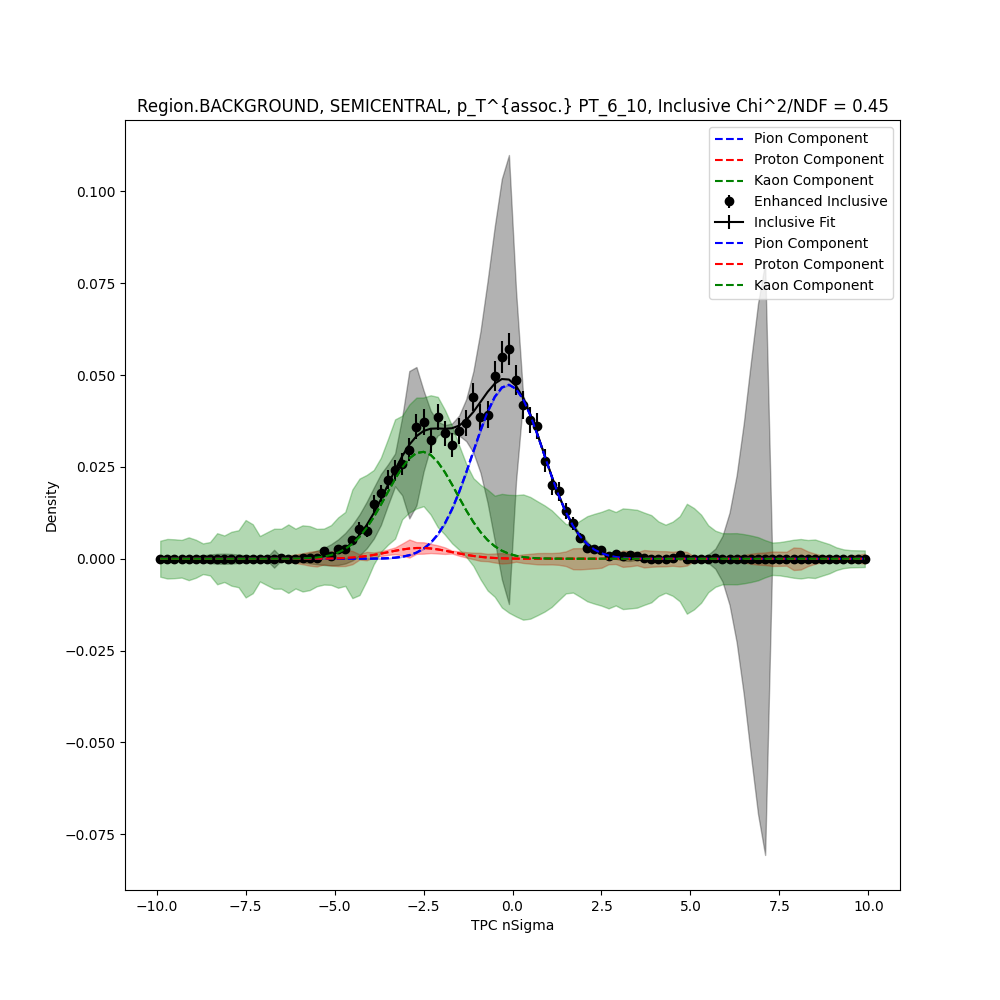 Region.BACKGROUND, SEMICENTRAL, p_T^{assoc.} PT_6_10, Inclusive Chi^2/NDF = 0.45
Pion Component
Proton Component
Kaon Component
Enhanced Inclusive
Inclusive Fit
Pion Component
Proton Component
Kaon Component
0.100
0.075
0.050
0.025
0.000
−0.025
−0.050
−0.075
Density
−10.0 −7.5 −5.0 −2.5 0.0 2.5 5.0 7.5 10.0
TPC nSigma